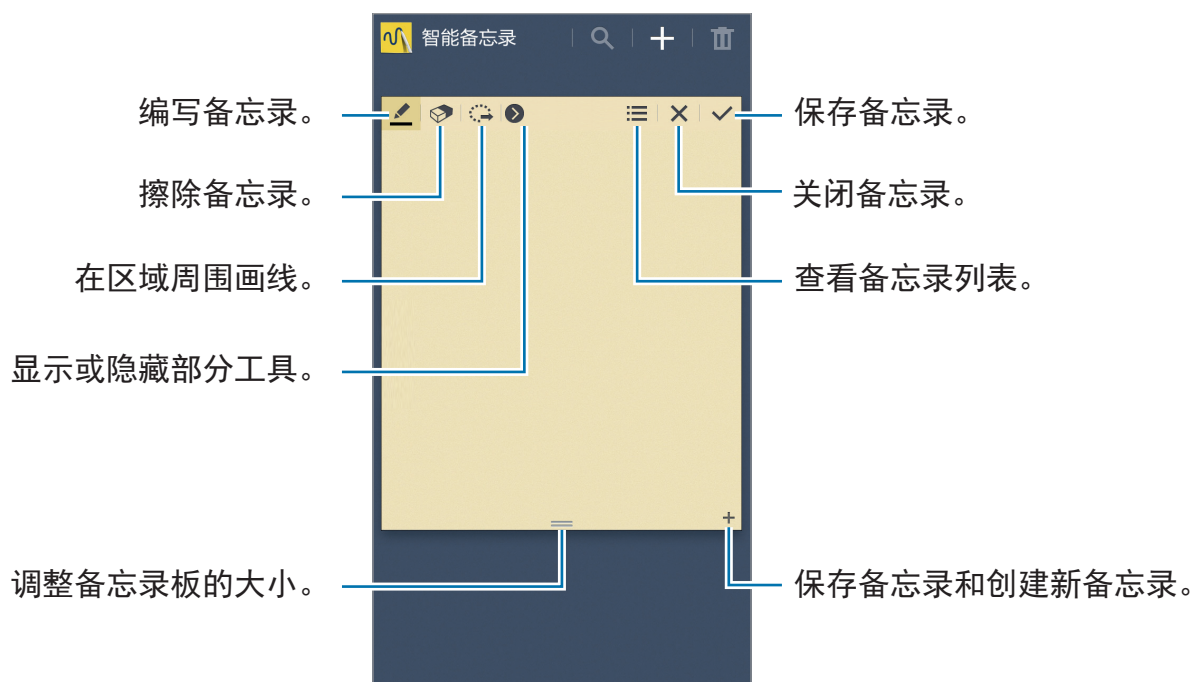 智能备忘录
编写备忘录。
保存备忘录。
擦除备忘录。
关闭备忘录。
在区域周围画线。
查看备忘录列表。
显示或隐藏部分工具。
调整备忘录板的大小。
保存备忘录和创建新备忘录。